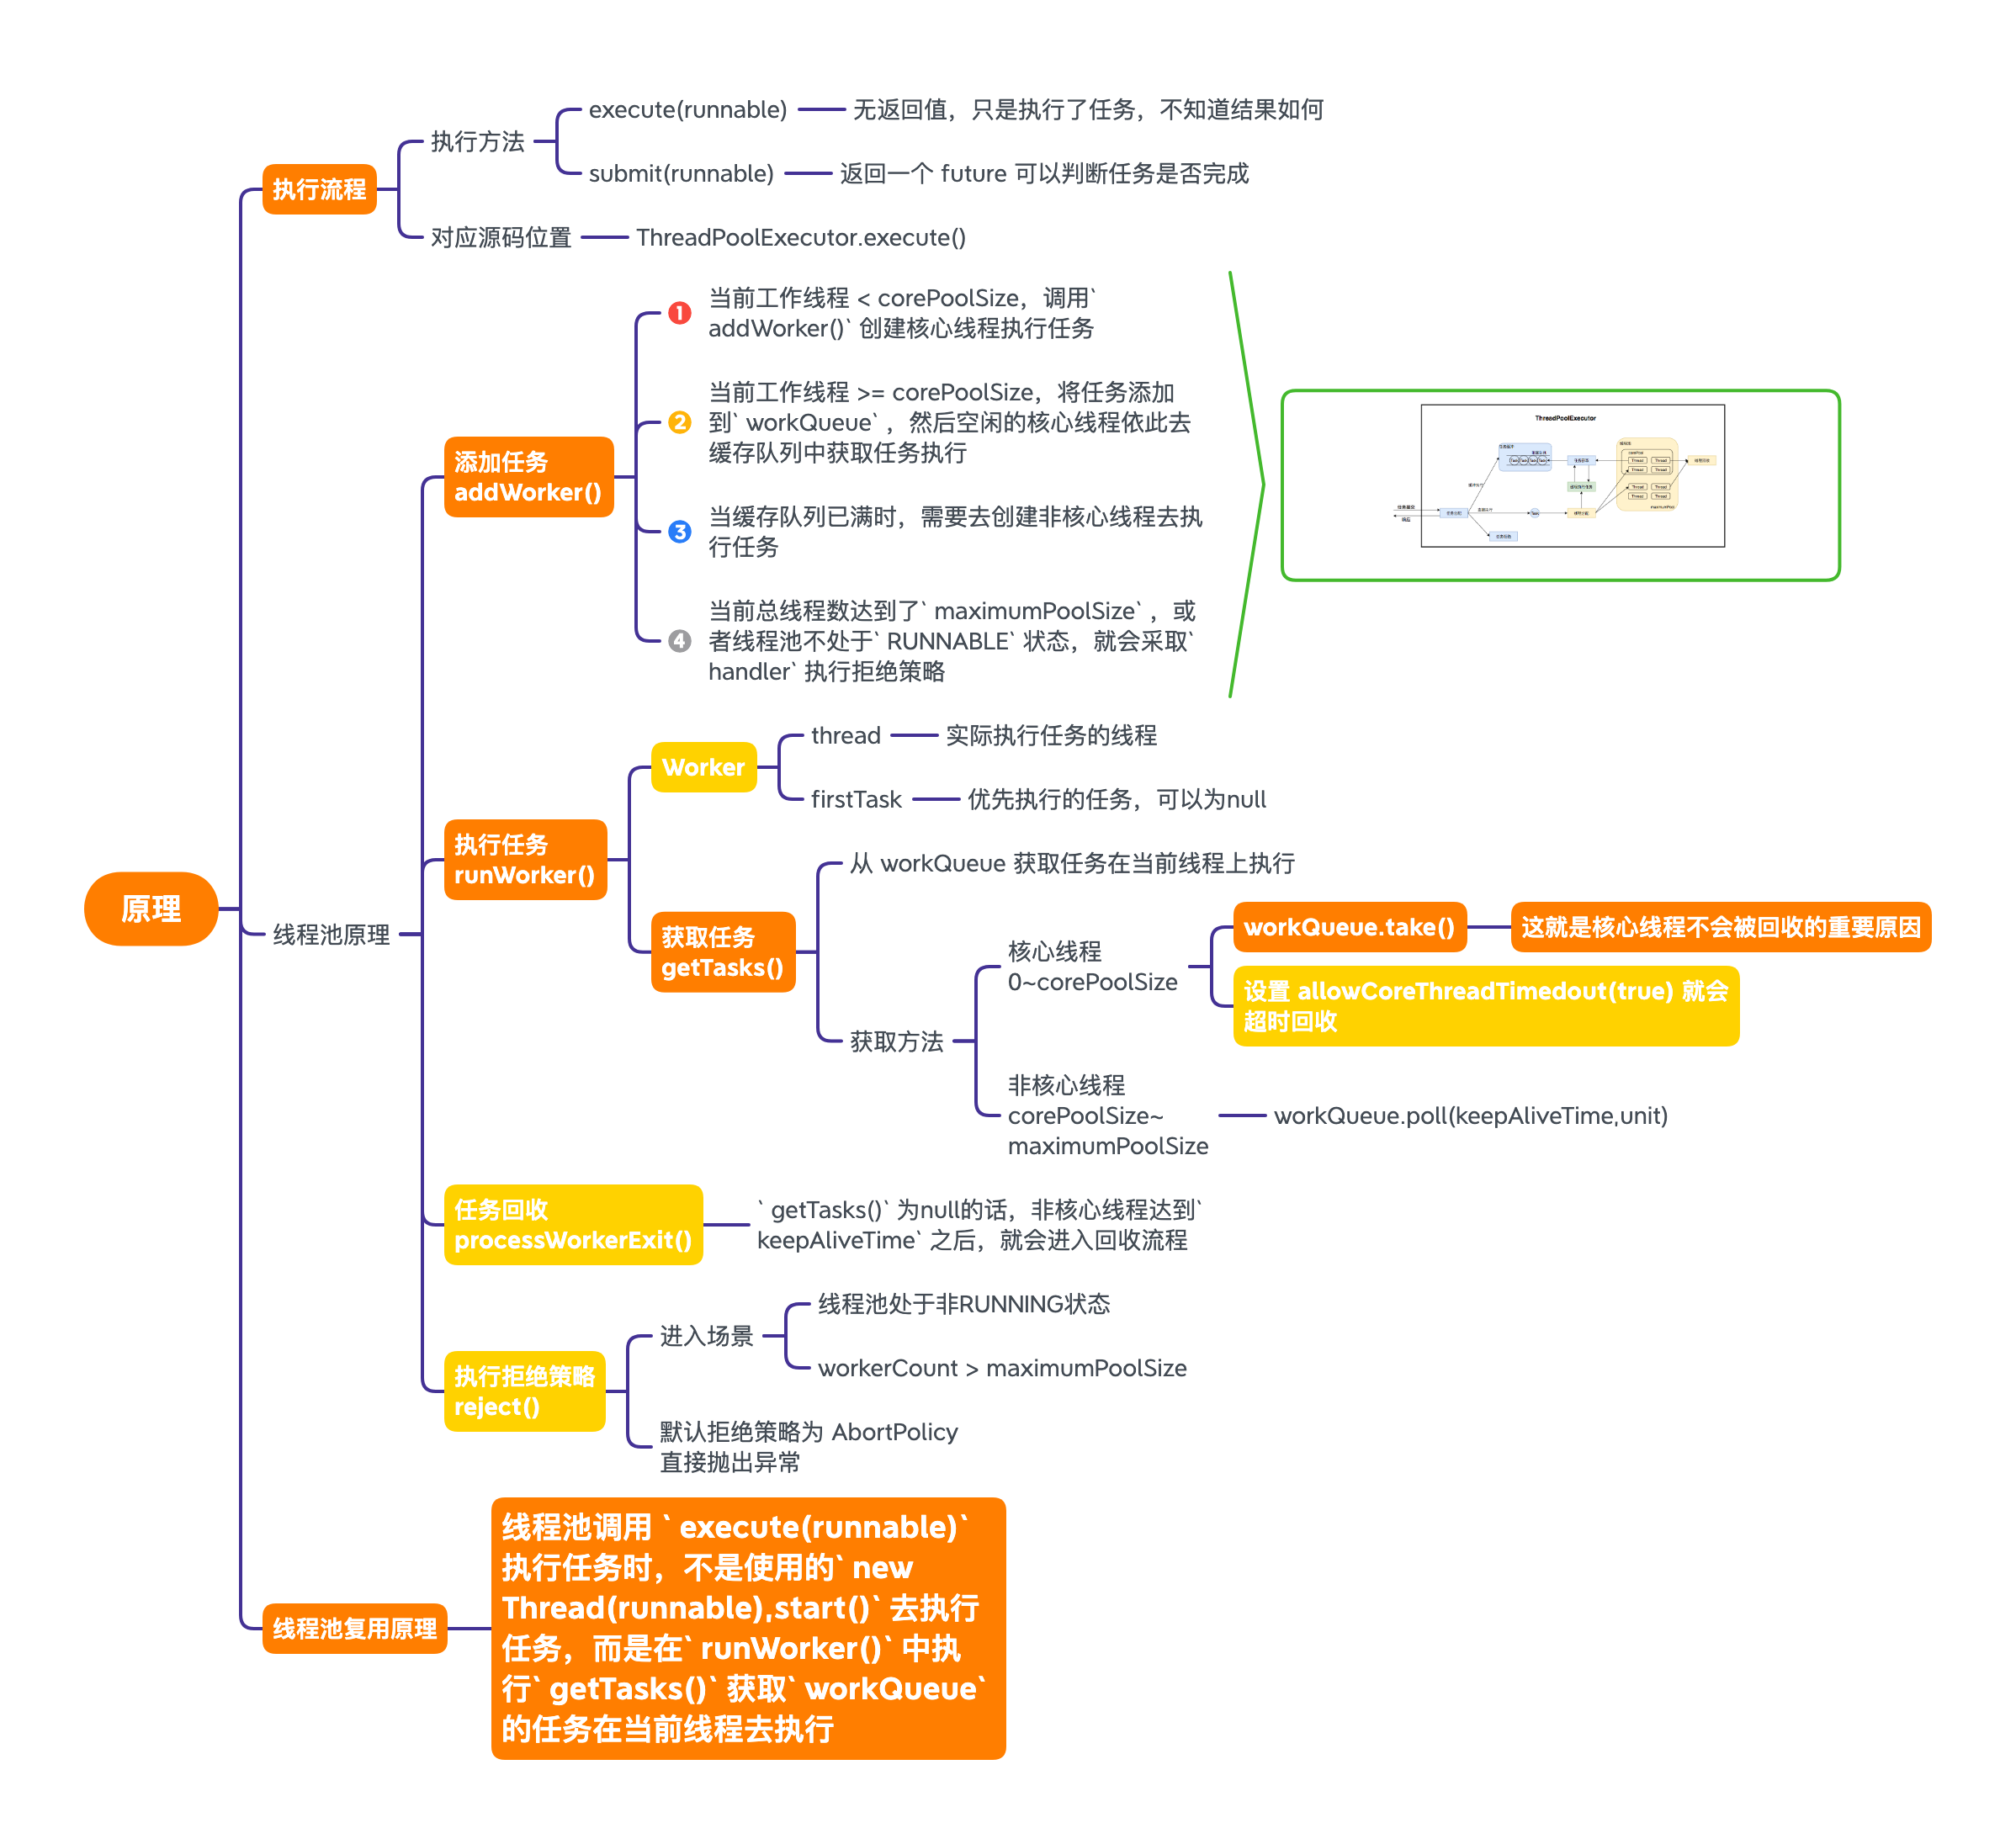 execute(runnable)
无返回值，只是执行了任务，不知道结果如何
执行方法
submit(runnable)
返回一个 future 可以判断任务是否完成
执行流程
对应源码位置
ThreadPoolExecutor.execute()
1
当前工作线程 < corePoolSize，调用`
addWorker()` 创建核心线程执行任务
2
当前工作线程 >= corePoolSize，将任务添加
到` workQueue` ，然后空闲的核心线程依此去
缓存队列中获取任务执行
添加任务
addWorker()
3
当缓存队列已满时，需要去创建非核心线程去执
行任务
4
当前总线程数达到了` maximumPoolSize` ，或
者线程池不处于` RUNNABLE` 状态，就会采取`
handler` 执行拒绝策略
ThreadPoolExecutor
Thread
Thread
Thread
Thread
Thread
Thread
Thread
Thread
Worker
thread
实际执行任务的线程
firstTask
优先执行的任务，可以为null
执行任务
runWorker()
获取任务
getTasks()
从 workQueue 获取任务在当前线程上执行
获取方法
核心线程
0~corePoolSize
workQueue.take()
这就是核心线程不会被回收的重要原因
设置 allowCoreThreadTimedout(true) 就会
超时回收
非核心线程
corePoolSize~
maximumPoolSize
workQueue.poll(keepAliveTime,unit)
原理
线程池原理
任务回收
processWorkerExit()
` getTasks()` 为null的话，非核心线程达到`
keepAliveTime` 之后，就会进入回收流程
执行拒绝策略
reject()
进入场景
线程池处于非RUNNING状态
workerCount > maximumPoolSize
默认拒绝策略为 AbortPolicy
直接抛出异常
线程池复用原理
线程池调用 ` execute(runnable)`
执行任务时，不是使用的` new
Thread(runnable),start()` 去执行
任务，而是在` runWorker()` 中执
行` getTasks()` 获取` workQueue`
的任务在当前线程去执行